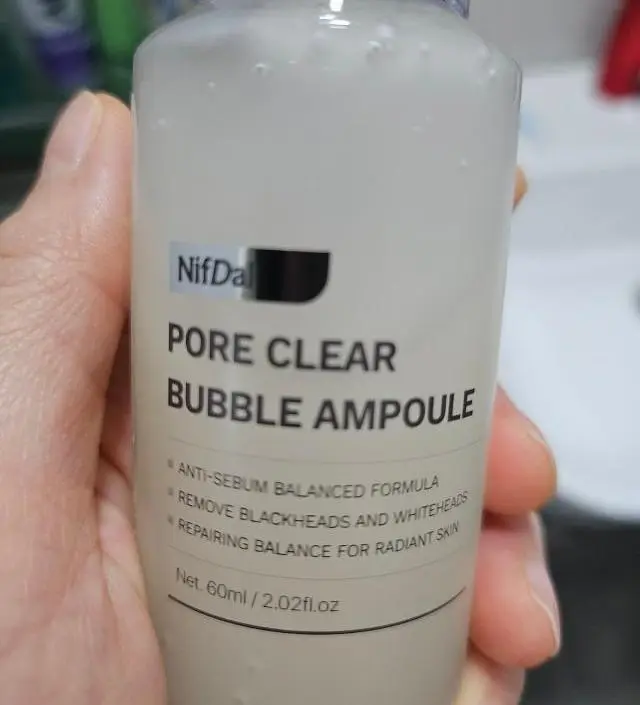 NifDa
PORE CLEAR
BUBBLE AMPOULE
ANTI-SEBUM BALANCED FORMULA
REMOVE BLACKHEADS AND WHITEHEADS
REPAIRING BALANCE FOR RADIANT SKIN
Net. 60ml / 2.02fl.oz